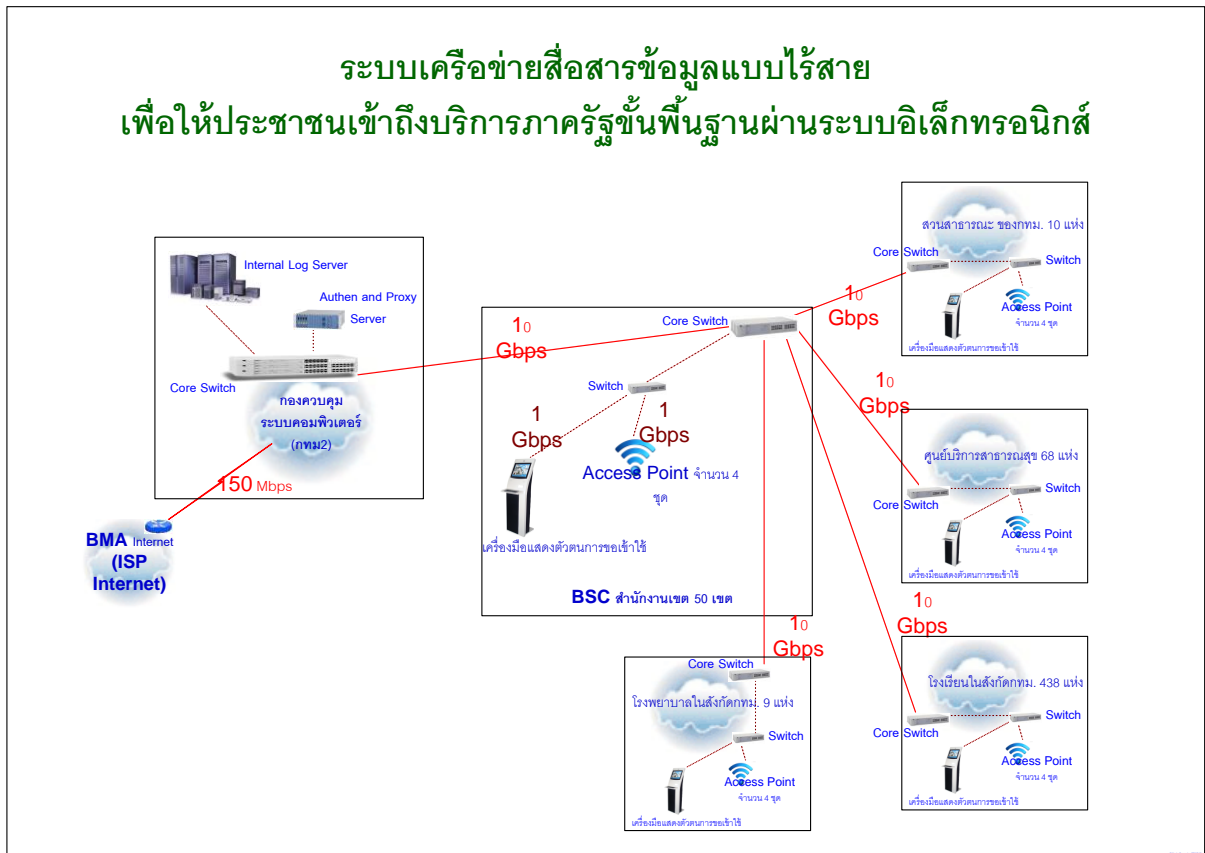 ระบบเครือข่ายสื่อสารข้อมูลแบบไร้สาย
เพื่อให้ประชาชนเข้าถึงบริการภาครัฐขั้นพื้นฐานผ่านระบบอิเล็กทรอนิกส์
Internal Log Server
Authen and Proxy
Server
Core Switch
กองควบคุม
ระบบคอมพิวเตอร์
(กทม2)
150 Mbps
BMA Internet
(ISP
Internet)
10
Gbps
Core Switch
Switch
1
Gbps
1
Gbps
Access Point จำนวน 4
ชุด
เครื่องมือแสดงตัวตนการขอเข้าใช้
BSC สำนักงานเขต 50 เขต
10
Gbps
สวนสาธารณะ ของกทม. 10 แห่ง
Core Switch
Switch
Access Point
จำนวน 4 ชุด
เครื่องมือแสดงตัวตนการขอเข้าใช้
10
Gbps
ศูนย์บริการสาธารณสุข 68 แห่ง
Core Switch
Switch
Access Point
จำนวน 4 ชุด
เครื่องมือแสดงตัวตนการขอเข้าใช้
10
Gbps
โรงเรียนในสังกัดกทม. 438 แห่ง
Core Switch
Switch
Access Point
จำนวน 4 ชุด
เครื่องมือแสดงตัวตนการขอเข้าใช้
10
Gbps
Core Switch
โรงพยาบาลในสังกัดกทม. 9 แห่ง
Switch
Access Point
จำนวน 4 ชุด
เครื่องมือแสดงตัวตนการขอเข้าใช้